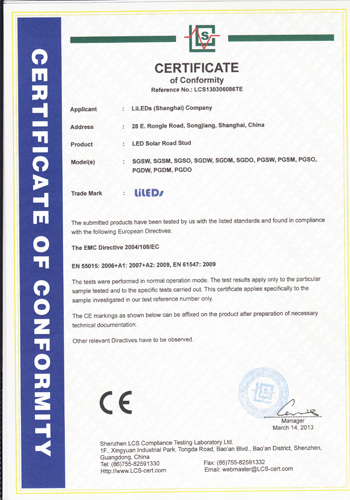 LCS
CERTIFICATE OF CONFORMITY
CERTIFICATE
of Conformity
Reference No.: LCS130306086TE
Applicant : LiLEDs (Shanghai) Company
Address : 28 E. Rongle Road, Songjiang, Shanghai, China
Product : LED Solar Road Stud
Model(s) : SGSW, SGSM, SGSO, SGDW, SGDM, SGDO, PGSW, PGSM, PGSO,
PGDW, PGDM, PGDO
Trade Mark : LiLEDs
The submitted products have been tested by us with the listed standards and found in compliance
with the following European Directives:
The EMC Directive 2004/108/EC
EN 55015: 2006+A1: 2007+A2: 2009, EN 61547: 2009
The tests were performed in normal operation mode. The test results apply only to the particular
sample tested and to the specific tests carried out. This certificate applies specifically to the
sample investigated in our test reference number only.
The CE markings as shown below can be affixed on the product after preparation of necessary
technical documentation.
Other relevant Directives have to be observed.
CE
Manager
March 14, 2013
Shenzhen LCS Compliance Testing Laboratory Ltd.
1F., Xingyuan Industrial Park, Tongda Road, Bao'an Blvd., Bao'an District, Shenzhen,
Guangdong, China
Tel: (86)755-82591330 Fax: (86)755-82591332
Http://www.LCS-cert.com Email: webmaster@LCS-cert.com